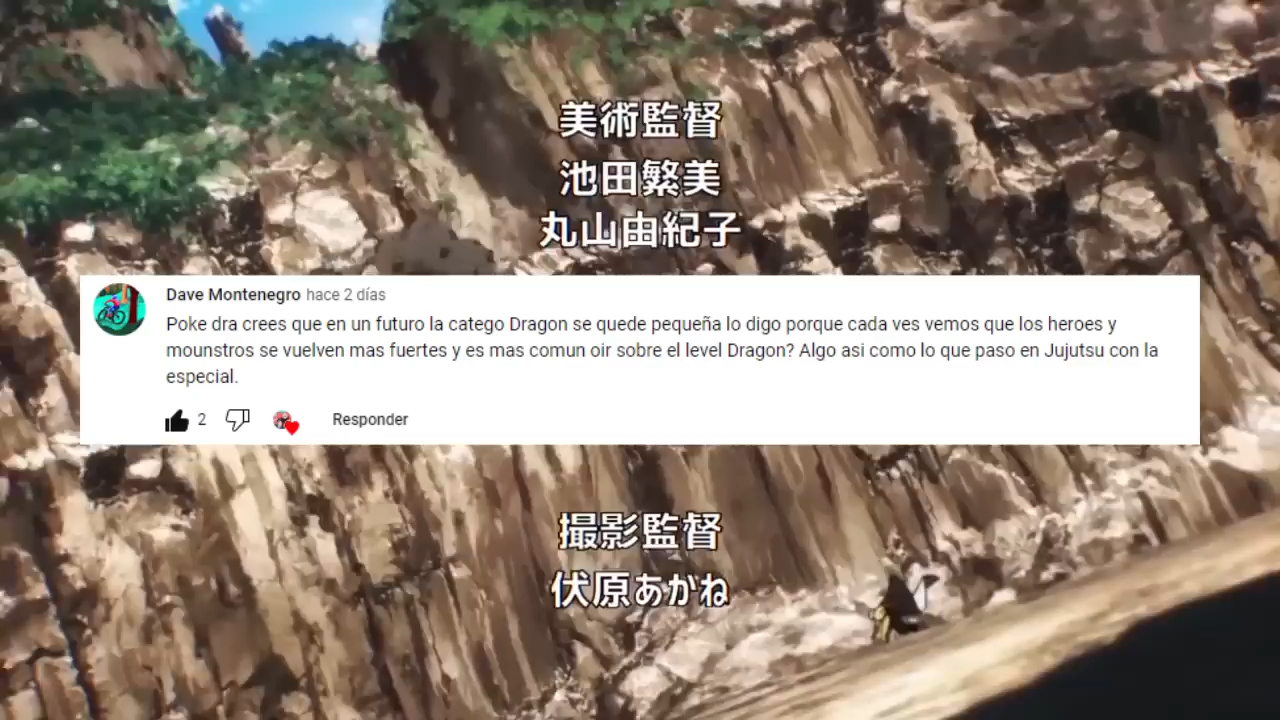 美術監督
池田繁美
丸山由紀子
Dave Montenegro hace 2 días
Poke dra crees que en un futuro la catego Dragon se quede pequeña lo digo porque cada ves vemos que los heroes y
mounstros se vuelven mas fuertes y es mas comun oir sobre el level Dragon? Algo asi como lo que paso en Jujutsu con la
especial.
2 Responder
撮影監督
伏原あかね